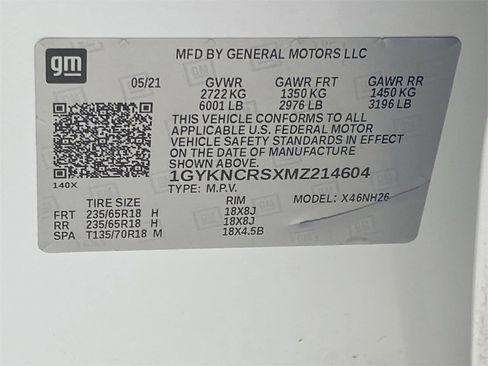 gm
MFD BY GENERAL MOTORS LLC
05/21 GVWR GAWR FRT GAWR RR
2722 KG 1350 KG 1450 KG
6001 LB 2976 LB 3196 LB
THIS VEHICLE CONFORMS TO ALL
APPLICABLE U.S. FEDERAL MOTOR
VEHICLE SAFETY STANDARDS IN EFFECT
ON THE DATE OF MANUFACTURE
SHOWN ABOVE.
1GYKNCRSXMZ214604
140X TYPE: M.P.V. MODEL: X46NH26
TIRE SIZE RIM
FRT 235/65R18 H 18X8J
RR 235/65R18 H 18X8J
SPA T135/70R18 M 18X4.5B